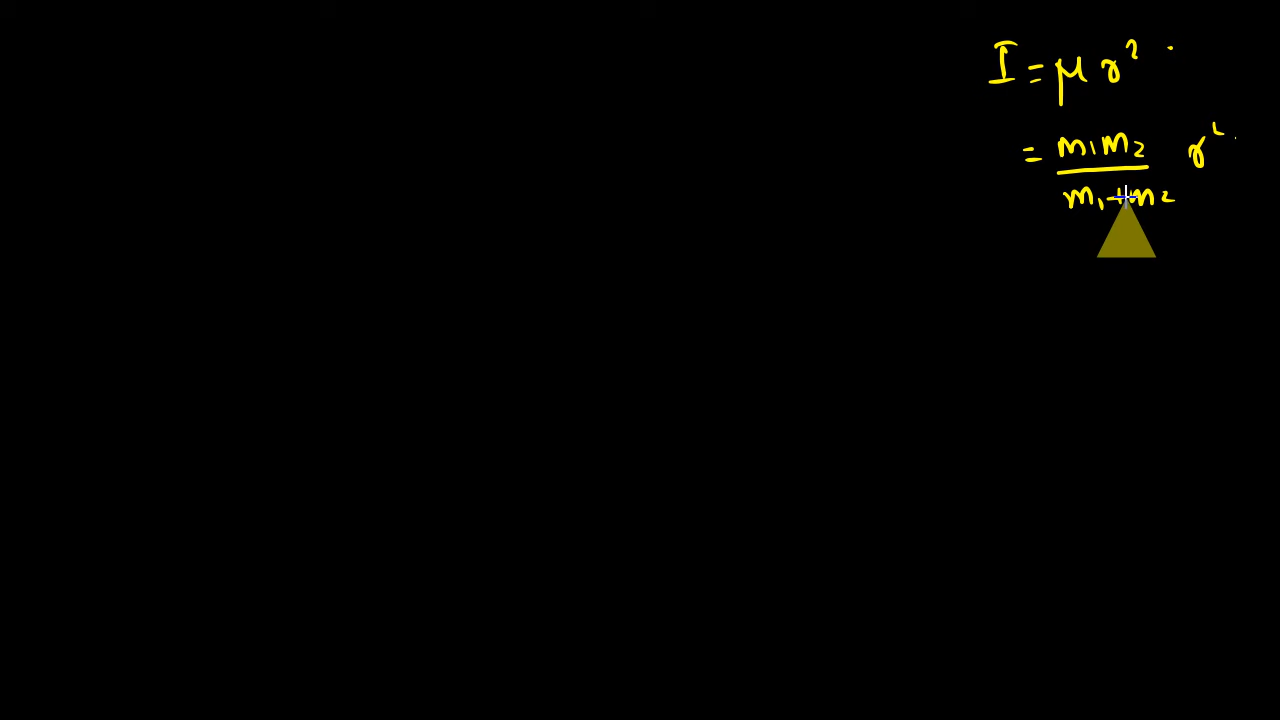 I = μ r²
= m₁m₂ / m₁+m₂ r²